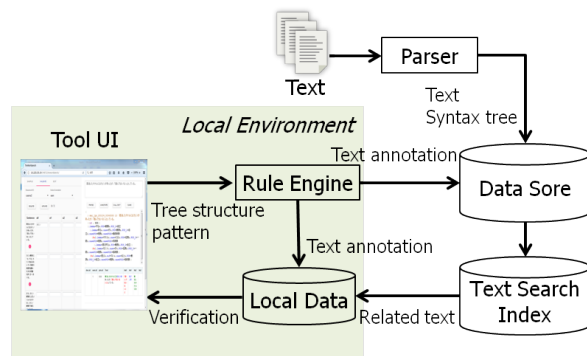 Text
Parser
Text
Syntax tree
Local Environment
Tool UI
Text annotation
Rule Engine
Data Sore
Tree structure
pattern
Text annotation
Local Data
Text Search
Index
Verification
Related text